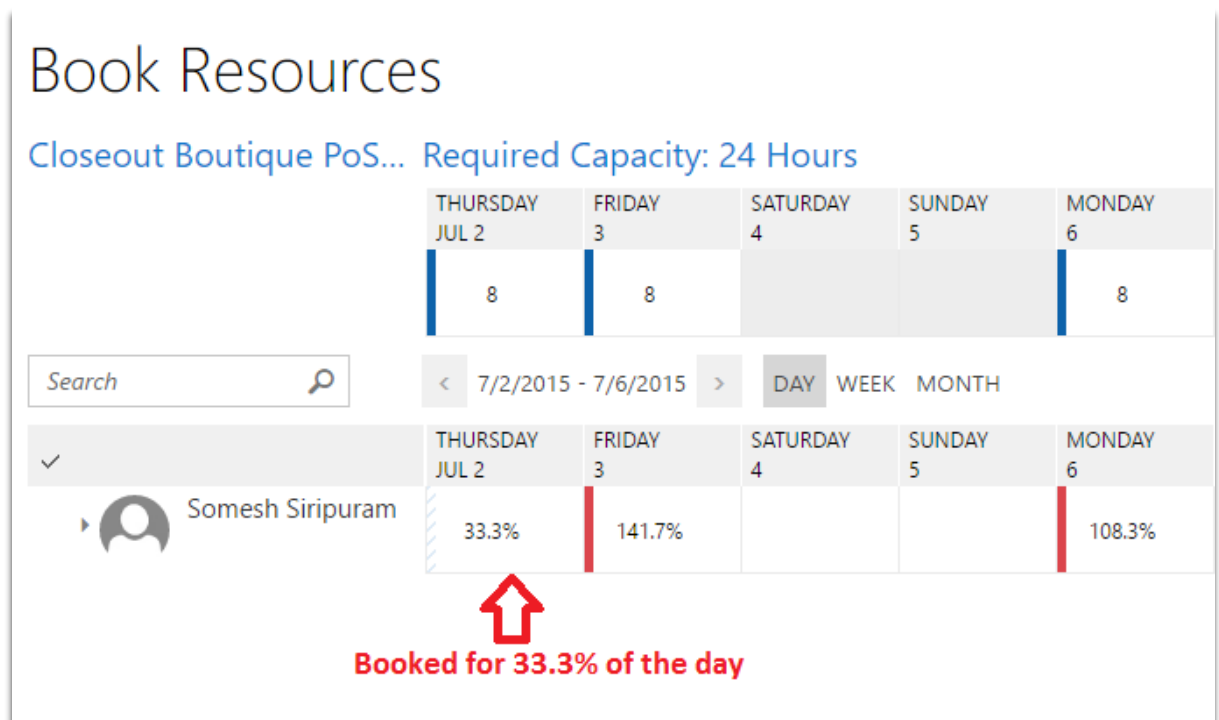 Book Resources
Closeout Boutique PoS... Required Capacity: 24 Hours
THURSDAY FRIDAY SATURDAY SUNDAY MONDAY
JUL 2 3 4 5 6
8 8 8
Search < 7/2/2015 - 7/6/2015 > DAY WEEK MONTH
THURSDAY FRIDAY SATURDAY SUNDAY MONDAY
JUL 2 3 4 5 6
Somesh Siripuram
33.3% 141.7% 108.3%
Booked for 33.3% of the day